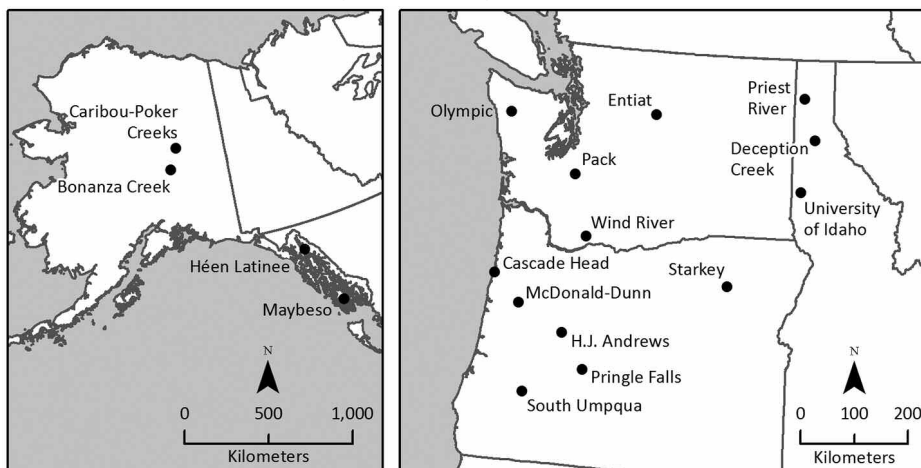 Caribou-Poker
Creeks
Bonanza Creek
Héen Latinee
Maybeso
N
0 500 1,000
Kilometers
Olympic
Entiat
Priest
River
Deception
Creek
Pack
University
of Idaho
Wind River
Cascade Head
Starkey
McDonald-Dunn
H.J. Andrews
Pringle Falls
South Umpqua
N
0 100 200
Kilometers